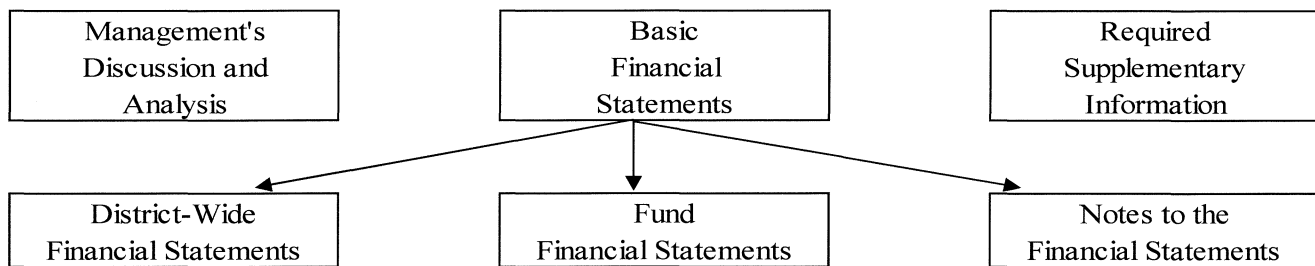 Management's
Discussion and
Analysis
Basic
Financial
Statements
Required
Supplementary
Information
District-Wide
Financial Statements
Fund
Financial Statements
Notes to the
Financial Statements